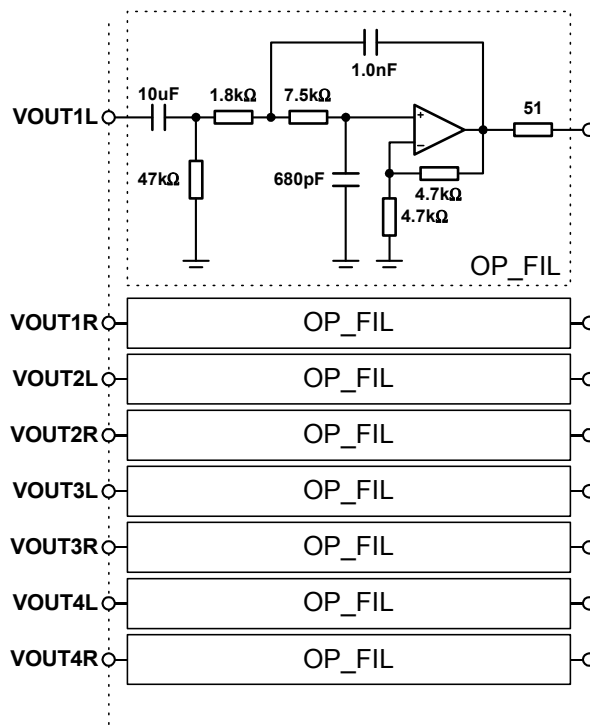 1.0nF
10uF
1.8kΩ
7.5kΩ
51
VOUT1L
+
−
47kΩ
680pF
4.7kΩ
4.7kΩ
OP_FIL
VOUT1R OP_FIL
VOUT2L OP_FIL
VOUT2R OP_FIL
VOUT3L OP_FIL
VOUT3R OP_FIL
VOUT4L OP_FIL
VOUT4R OP_FIL